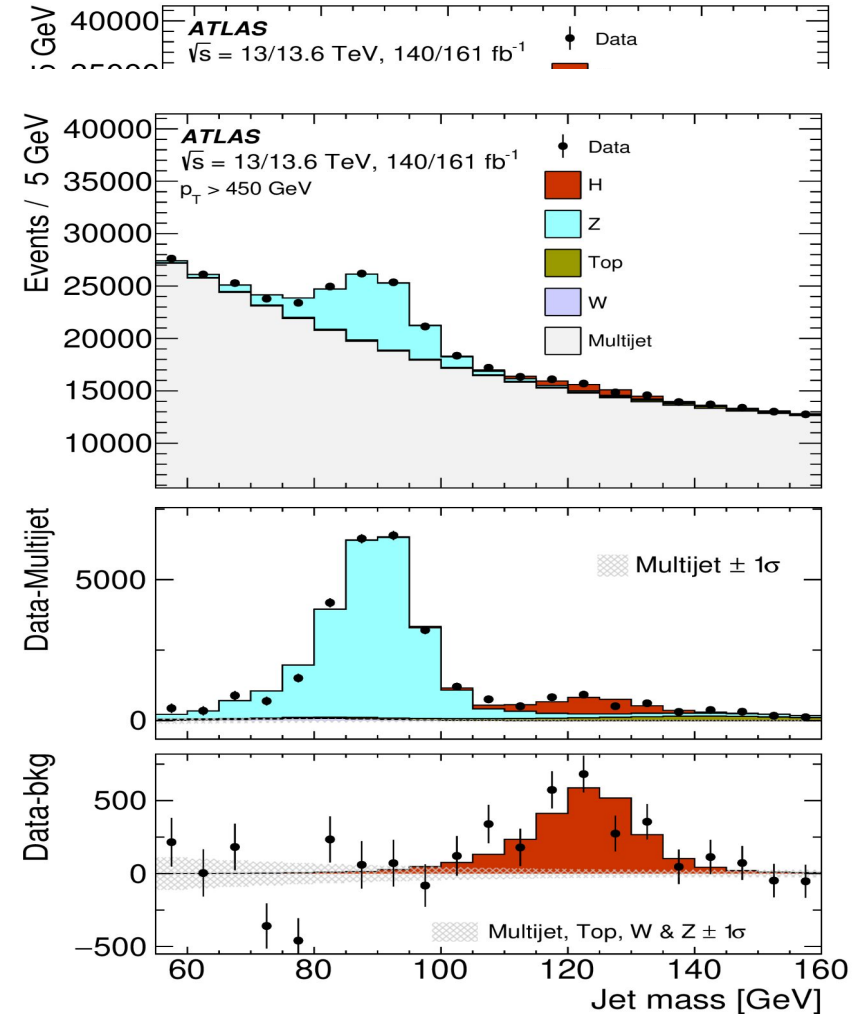 40000
ATLAS
√s = 13/13.6 TeV, 140/161 fb-1
Data
40000
35000
30000
25000
20000
15000
10000
Events / 5 GeV
ATLAS
√s = 13/13.6 TeV, 140/161 fb-1
pT > 450 GeV
Data
H
Z
Top
W
Multijet
5000
0
Data-Multijet
Multijet ± 1σ
500
0
−500
Data-bkg
Multijet, Top, W & Z ± 1σ
60 80 100 120 140 160
Jet mass [GeV]